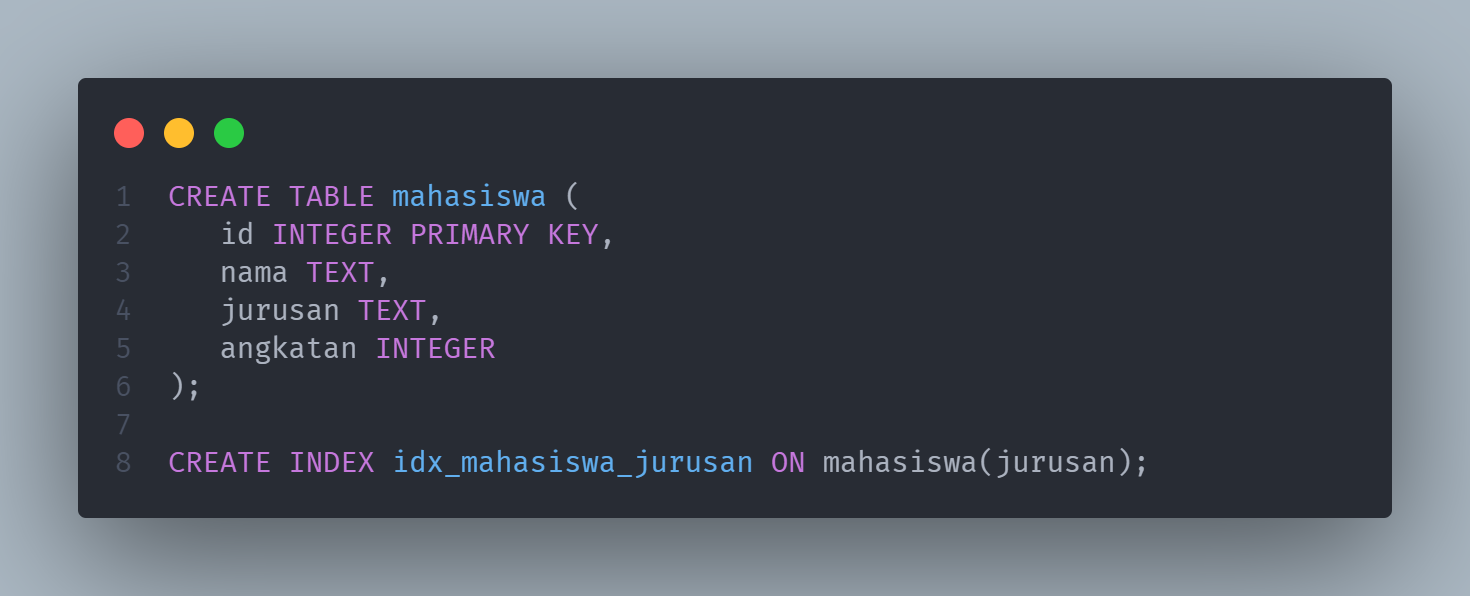 1 CREATE TABLE mahasiswa (
2    id INTEGER PRIMARY KEY,
3    nama TEXT,
4    jurusan TEXT,
5    angkatan INTEGER
6 );
7
8 CREATE INDEX idx_mahasiswa_jurusan ON mahasiswa(jurusan);